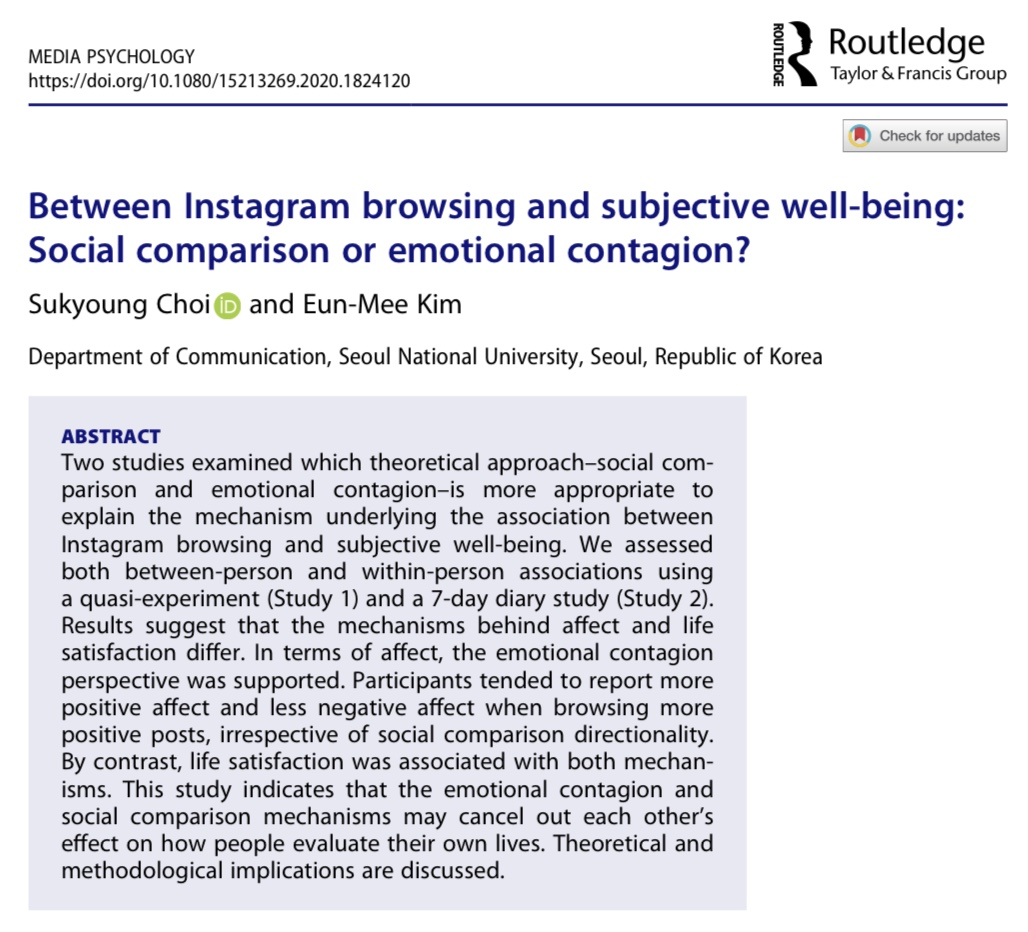 MEDIA PSYCHOLOGY
https://doi.org/10.1080/15213269.2020.1824120
ROUTLEDGE
Routledge
Taylor & Francis Group
Check for updates
Between Instagram browsing and subjective well-being:
Social comparison or emotional contagion?
Sukyoung Choi iD and Eun-Mee Kim
Department of Communication, Seoul National University, Seoul, Republic of Korea
ABSTRACT
Two studies examined which theoretical approach–social com-
parison and emotional contagion–is more appropriate to
explain the mechanism underlying the association between
Instagram browsing and subjective well-being. We assessed
both between-person and within-person associations using
a quasi-experiment (Study 1) and a 7-day diary study (Study 2).
Results suggest that the mechanisms behind affect and life
satisfaction differ. In terms of affect, the emotional contagion
perspective was supported. Participants tended to report more
positive affect and less negative affect when browsing more
positive posts, irrespective of social comparison directionality.
By contrast, life satisfaction was associated with both mechan-
isms. This study indicates that the emotional contagion and
social comparison mechanisms may cancel out each other’s
effect on how people evaluate their own lives. Theoretical and
methodological implications are discussed.